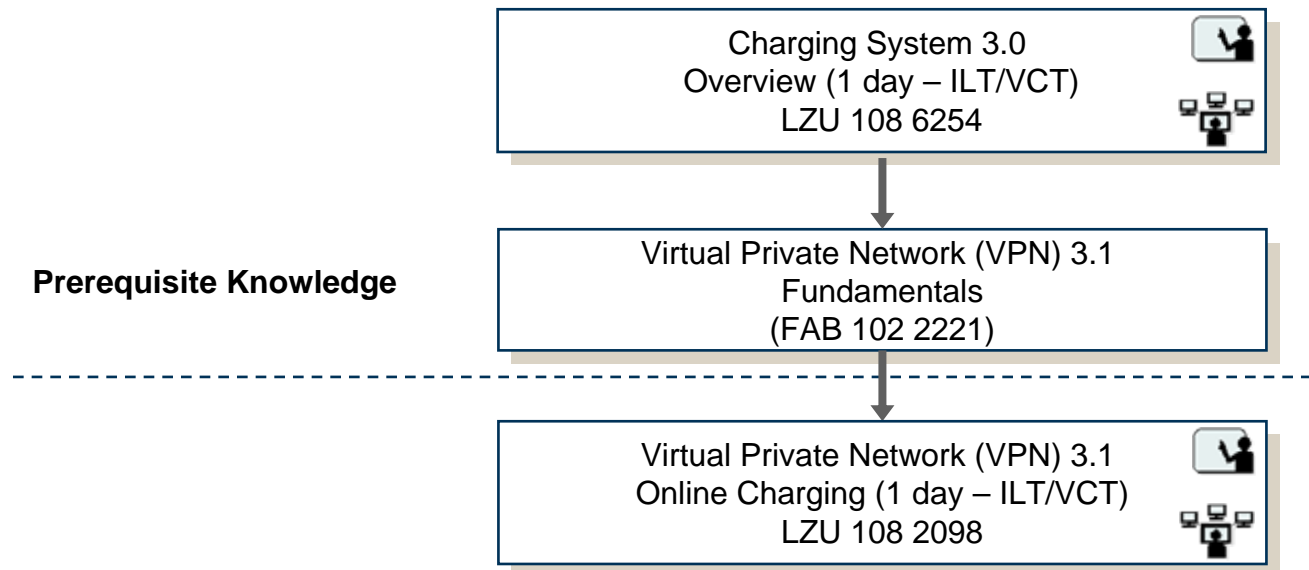 Charging System 3.0
Overview (1 day – ILT/VCT)
LZU 108 6254
Prerequisite Knowledge
Virtual Private Network (VPN) 3.1
Fundamentals
(FAB 102 2221)
Virtual Private Network (VPN) 3.1
Online Charging (1 day – ILT/VCT)
LZU 108 2098